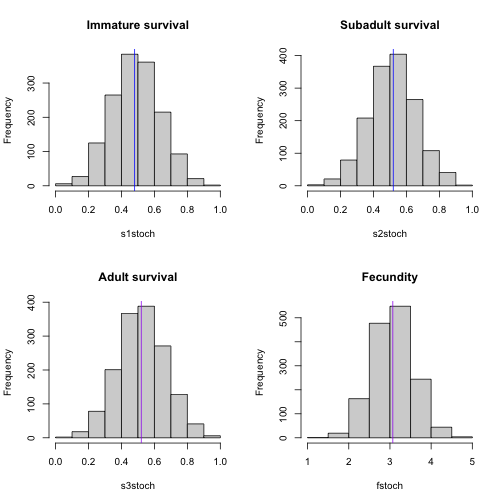 Immature survival
Frequency
0 100 200 300
0.0 0.2 0.4 0.6 0.8 1.0
s1stoch
Subadult survival
Frequency
0 100 200 300 400
0.0 0.2 0.4 0.6 0.8 1.0
s2stoch
Adult survival
Frequency
0 100 200 300 400
0.0 0.2 0.4 0.6 0.8 1.0
s3stoch
Fecundity
Frequency
0 100 300 500
1 2 3 4 5
fstoch